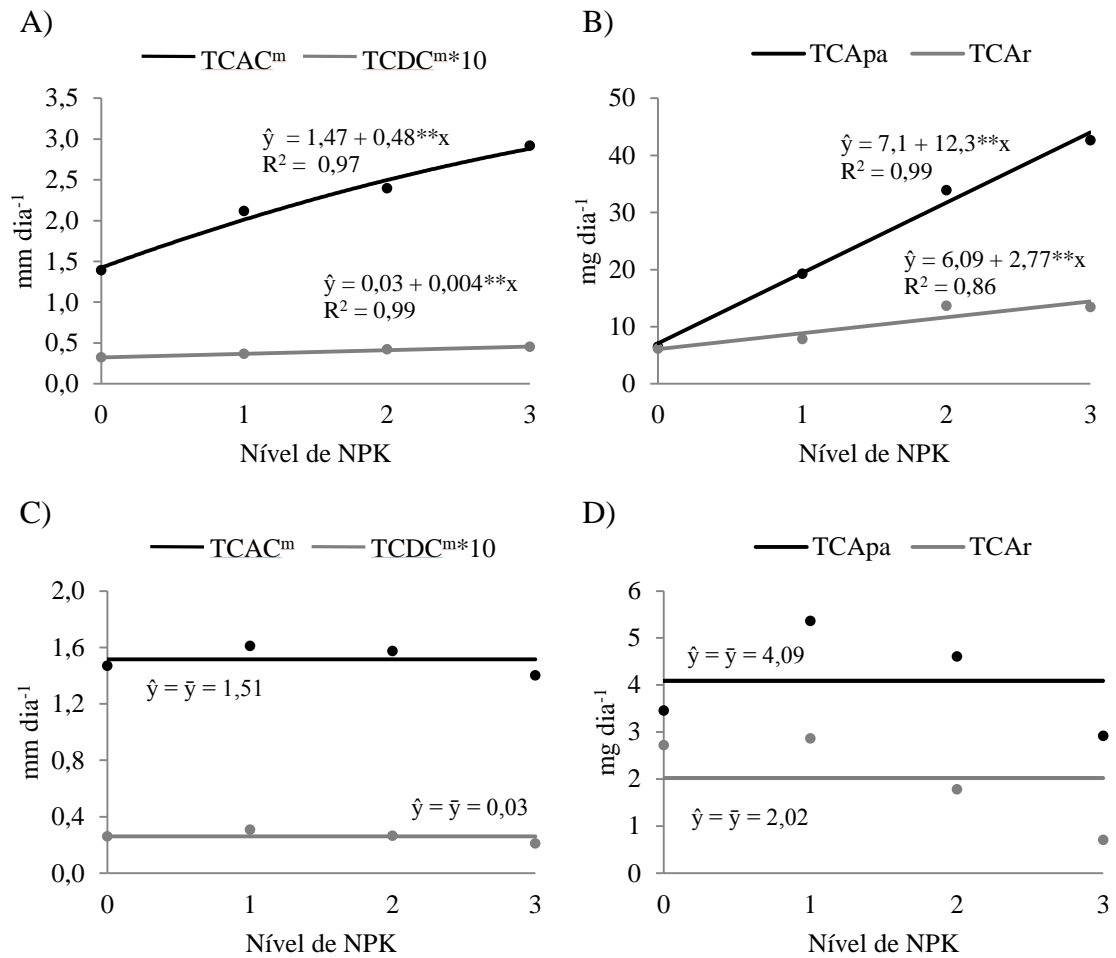 A)
TCACᵐ TCDCᵐ*10
3,5
3,0
2,5
2,0
1,5
1,0
0,5
0,0
mm dia⁻¹
ŷ = 1,47 + 0,48**x
R² = 0,97
ŷ = 0,03 + 0,004**x
R² = 0,99
0 1 2 3
Nível de NPK
B)
TCApa TCAr
50
40
30
20
10
0
mg dia⁻¹
ŷ = 7,1 + 12,3**x
R² = 0,99
ŷ = 6,09 + 2,77**x
R² = 0,86
0 1 2 3
Nível de NPK
C)
TCACᵐ TCDCᵐ*10
2,0
1,6
1,2
0,8
0,4
0,0
mm dia⁻¹
ŷ = ȳ = 1,51
ŷ = ȳ = 0,03
0 1 2 3
Nível de NPK
D)
TCApa TCAr
6
5
4
3
2
1
0
mg dia⁻¹
ŷ = ȳ = 4,09
ŷ = ȳ = 2,02
0 1 2 3
Nível de NPK